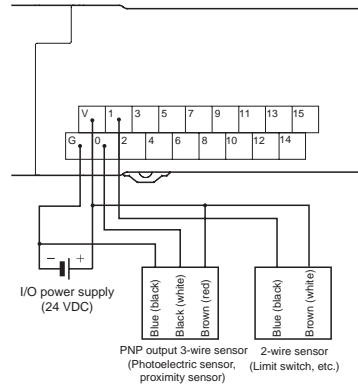 V 1 3 5 7 9 11 13 15
G 0 2 4 6 8 10 12 14
− +
I/O power supply
(24 VDC)
Blue (black)
Black (white)
Brown (red)
Blue (black)
Brown (white)
PNP output 3-wire sensor
(Photoelectric sensor,
proximity sensor)
2-wire sensor
(Limit switch, etc.)